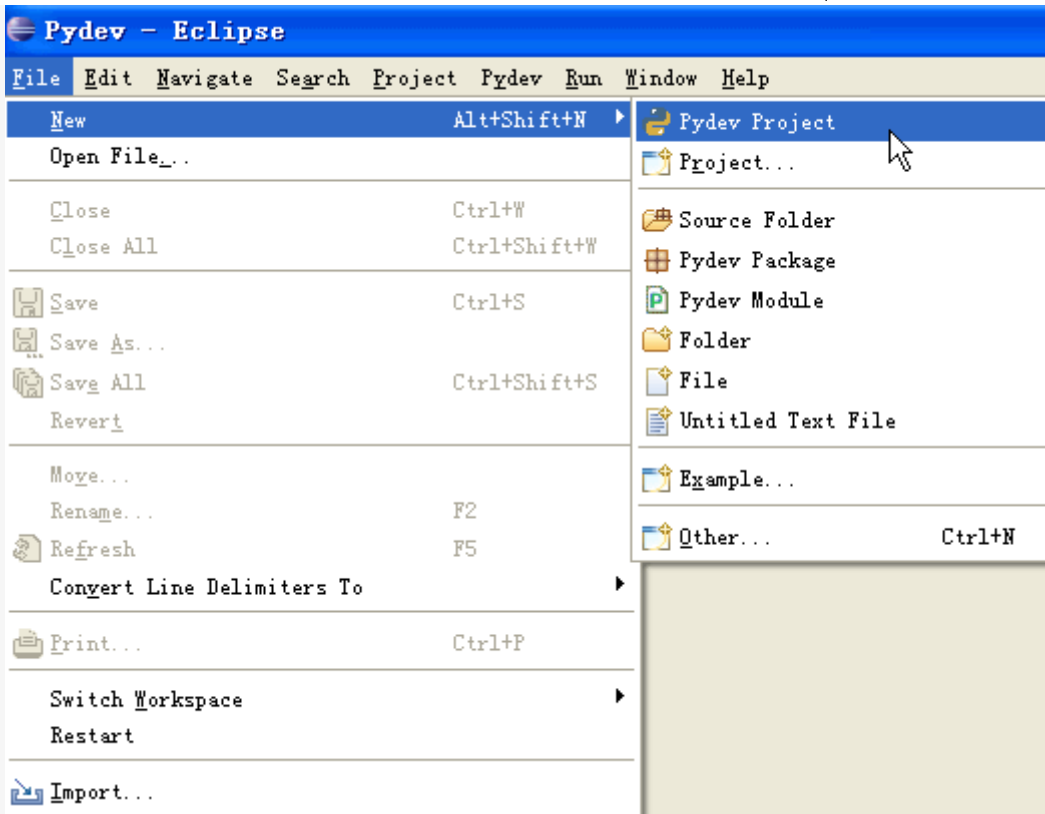 Pydev - Eclipse
File Edit Navigate Search Project Pydev Run Window Help
New Alt+Shift+N
Open File...
Close Ctrl+W
Close All Ctrl+Shift+W
Save Ctrl+S
Save As...
Save All Ctrl+Shift+S
Revert
Move...
Rename... F2
Refresh F5
Convert Line Delimiters To
Print... Ctrl+P
Switch Workspace
Restart
Import...
Pydev Project
Project...
Source Folder
Pydev Package
Pydev Module
Folder
File
Untitled Text File
Example...
Other... Ctrl+N